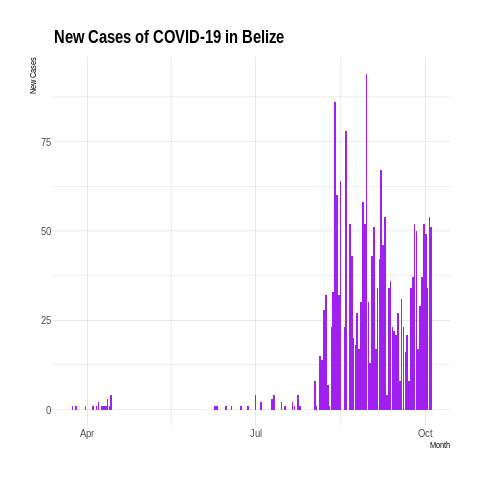 New Cases of COVID-19 in Belize
New Cases
75
50
25
0
Apr
Jul
Oct
Month